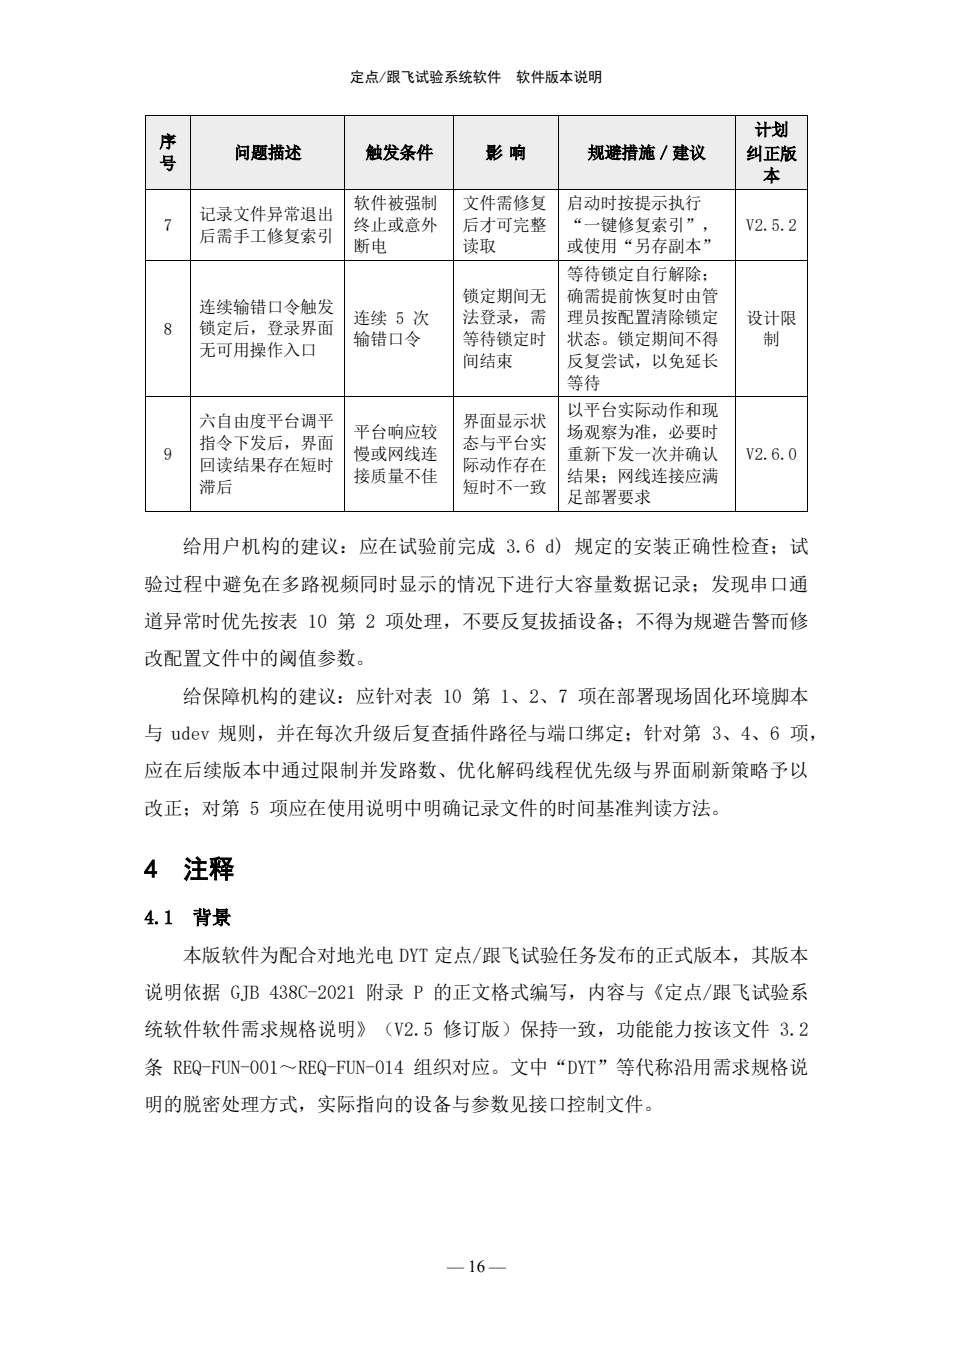 定点/跟飞试验系统软件　软件版本说明
序
号
问题描述
触发条件
影 响
规避措施 / 建议
计划
纠正版
本
7
记录文件异常退出
后需手工修复索引
软件被强制
终止或意外
断电
文件需修复
后才可完整
读取
启动时按提示执行
“一键修复索引”，
或使用“另存副本”
V2.5.2
8
连续输错口令触发
锁定后，登录界面
无可用操作入口
连续 5 次
输错口令
锁定期间无
法登录，需
等待锁定时
间结束
等待锁定自行解除；
确需提前恢复时由管
理员按配置清除锁定
状态。锁定期间不得
反复尝试，以免延长
等待
设计限
制
9
六自由度平台调平
指令下发后，界面
回读结果存在短时
滞后
平台响应较
慢或网线连
接质量不佳
界面显示状
态与平台实
际动作存在
短时不一致
以平台实际动作和现
场观察为准，必要时
重新下发一次并确认
结果；网线连接应满
足部署要求
V2.6.0
给用户机构的建议：应在试验前完成 3.6 d) 规定的安装正确性检查；试
验过程中避免在多路视频同时显示的情况下进行大容量数据记录；发现串口通
道异常时优先按表 10 第 2 项处理，不要反复拔插设备；不得为规避告警而修
改配置文件中的阈值参数。
给保障机构的建议：应针对表 10 第 1、2、7 项在部署现场固化环境脚本
与 udev 规则，并在每次升级后复查插件路径与端口绑定；针对第 3、4、6 项，
应在后续版本中通过限制并发路数、优化解码线程优先级与界面刷新策略予以
改正；对第 5 项应在使用说明中明确记录文件的时间基准判读方法。
4　注释
4.1　背景
本版软件为配合对地光电 DYT 定点/跟飞试验任务发布的正式版本，其版本
说明依据 GJB 438C-2021 附录 P 的正文格式编写，内容与《定点/跟飞试验系
统软件软件需求规格说明》（V2.5 修订版）保持一致，功能能力按该文件 3.2
条 REQ-FUN-001～REQ-FUN-014 组织对应。文中“DYT”等代称沿用需求规格说
明的脱密处理方式，实际指向的设备与参数见接口控制文件。
— 16 —